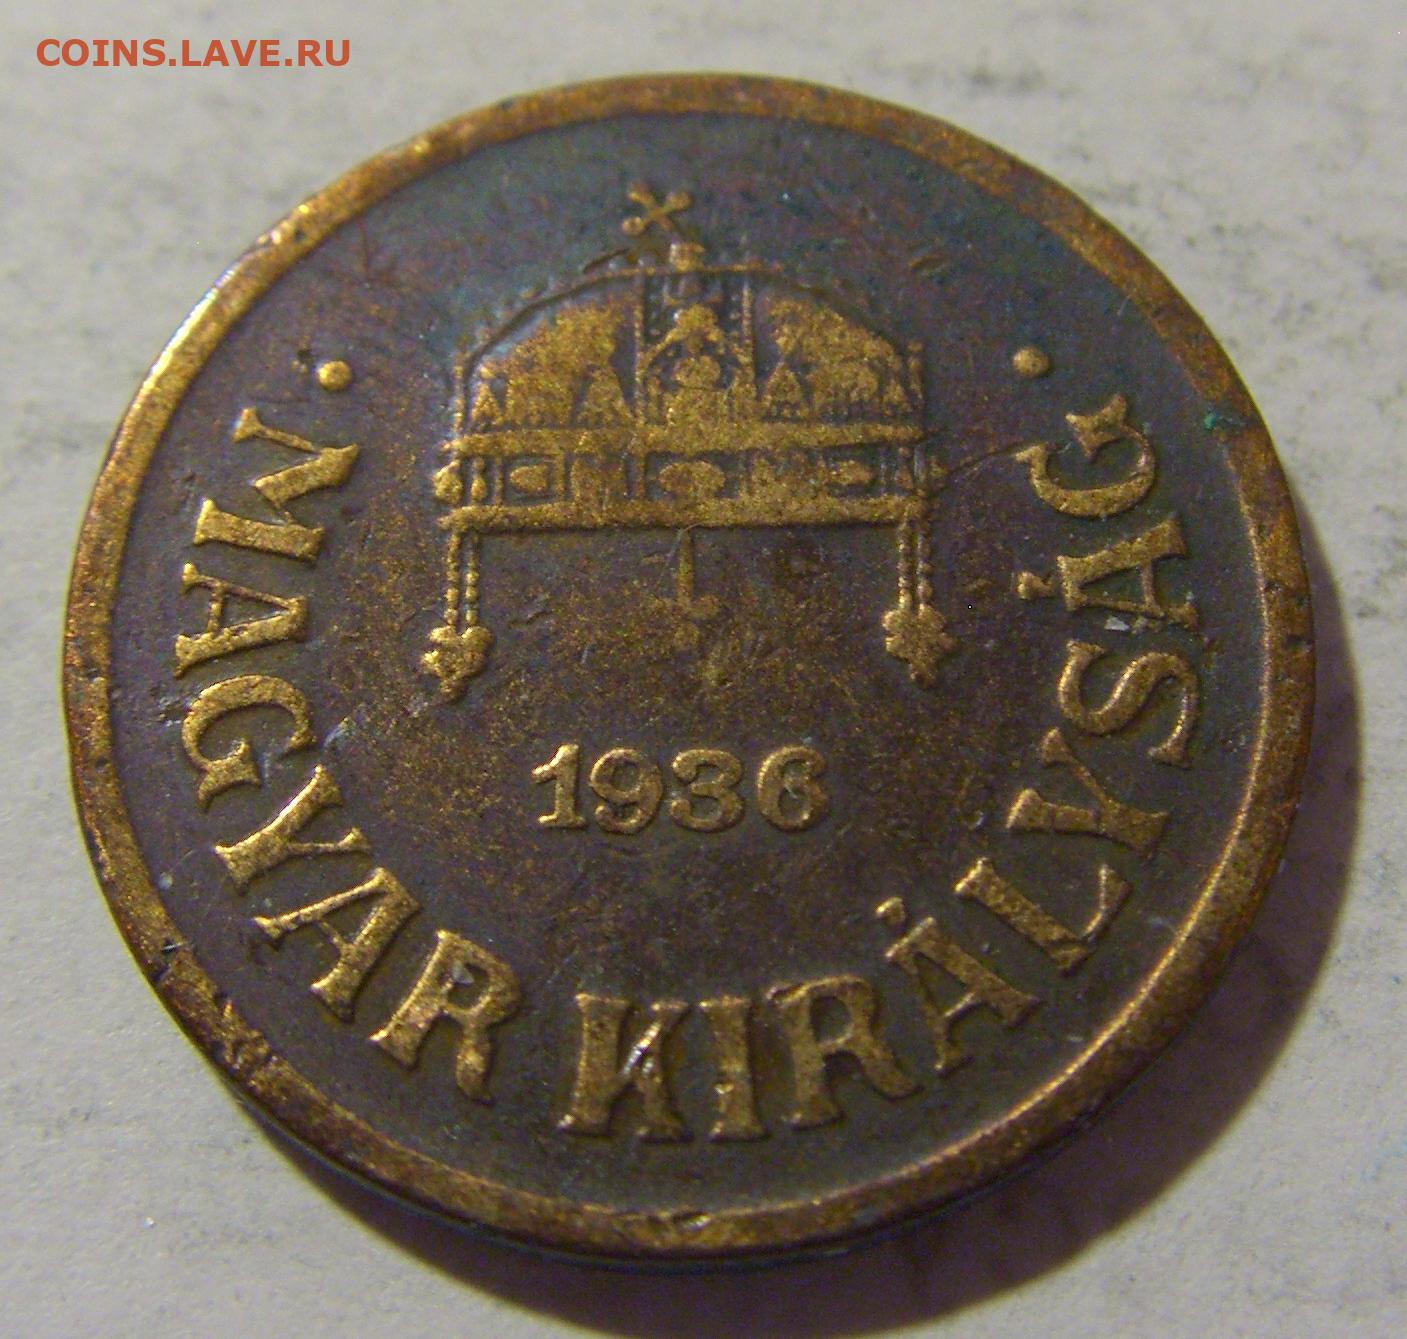 COINS.LAVE.RU
1936
• MAGYAR KIRÁLYSÁG •